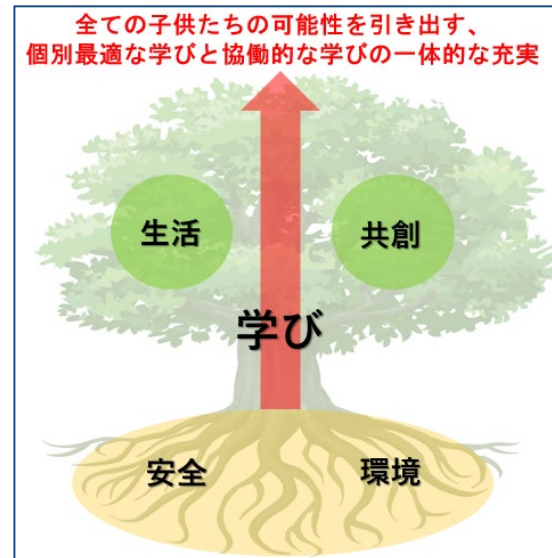 全ての子供たちの可能性を引き出す、
個別最適な学びと協働的な学びの一体的な充実
生活
共創
学び
安全
環境